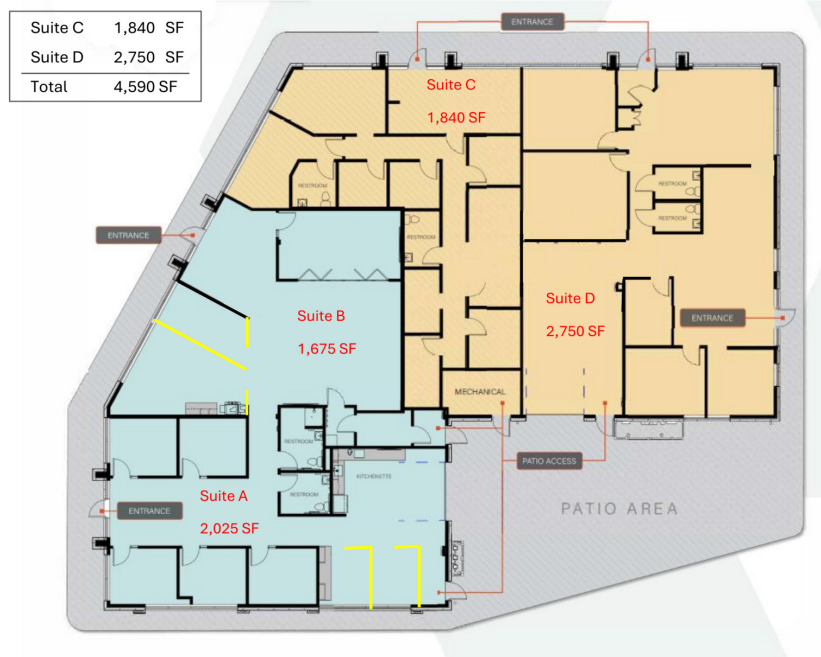 Suite C 1,840 SF
Suite D 2,750 SF
Total 4,590 SF
ENTRANCE
Suite C
1,840 SF
RESTROOM
RESTROOM
RESTROOM
RESTROOM
ENTRANCE
Suite B
1,675 SF
Suite D
2,750 SF
ENTRANCE
MECHANICAL
RESTROOM
KITCHENETTE
PATIO ACCESS
Suite A
2,025 SF
RESTROOM
ENTRANCE
PATIO AREA